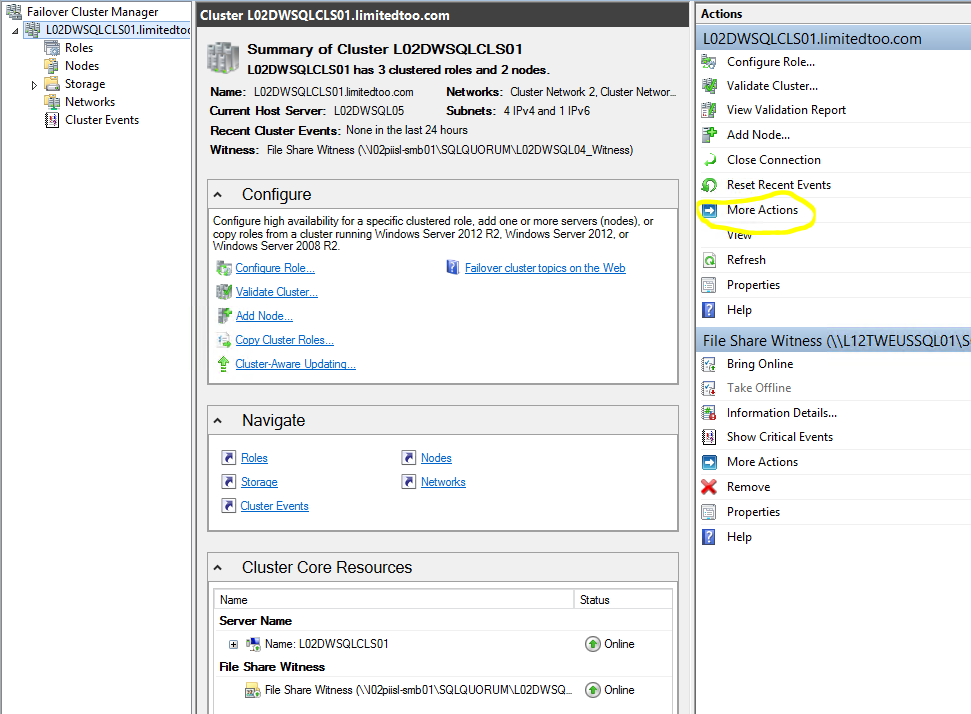 Failover Cluster Manager
L02DWSQLCLS01.limitedtoo
Roles
Nodes
Storage
Networks
Cluster Events
Cluster L02DWSQLCLS01.limitedtoo.com
Summary of Cluster L02DWSQLCLS01
L02DWSQLCLS01 has 3 clustered roles and 2 nodes.
Name: L02DWSQLCLS01.limitedtoo.com Networks: Cluster Network 2, Cluster Networ...
Current Host Server: L02DWSQL05 Subnets: 4 IPv4 and 1 IPv6
Recent Cluster Events: None in the last 24 hours
Witness: File Share Witness (\\l02piisl-smb01\SQLQUORUM\L02DWSQL04_Witness)
Configure
Configure high availability for a specific clustered role, add one or more servers (nodes), or
copy roles from a cluster running Windows Server 2012 R2, Windows Server 2012, or
Windows Server 2008 R2.
Configure Role... Failover cluster topics on the Web
Validate Cluster...
Add Node...
Copy Cluster Roles...
Cluster-Aware Updating...
Navigate
Roles Nodes
Storage Networks
Cluster Events
Cluster Core Resources
Name Status
Server Name
Name: L02DWSQLCLS01 Online
File Share Witness
File Share Witness (\\l02piisl-smb01\SQLQUORUM\L02DWSQ... Online
Actions
L02DWSQLCLS01.limitedtoo.com
Configure Role...
Validate Cluster...
View Validation Report
Add Node...
Close Connection
Reset Recent Events
More Actions
View
Refresh
Properties
Help
File Share Witness (\\\L12TWEUSSQL01\S
Bring Online
Take Offline
Information Details...
Show Critical Events
More Actions
Remove
Properties
Help